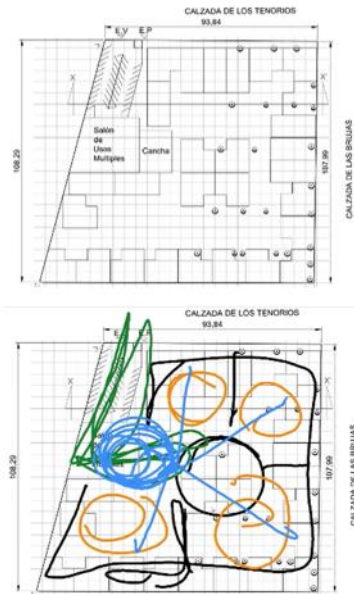 CALZADA DE LOS TENORIOS
93,84
E.V E.P
X X
108.29
Salón
de
Usos
Multiples
Cancha
107.99
CALZADA DE LAS BRUJAS
CALZADA DE LOS TENORIOS
93,84
X
108.29
107.99
CALZADA DE LAS BRUJAS